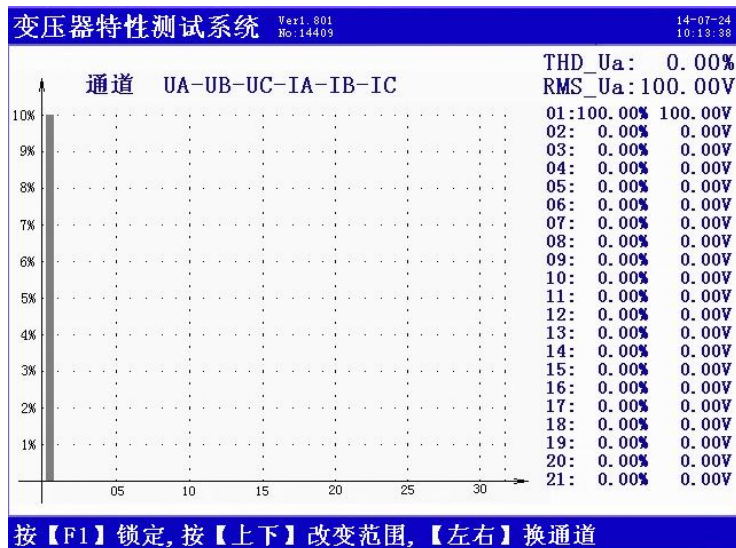 变压器特性测试系统 Ver1.801 14-07-24
No:14409 10:13:38
THD_Ua: 0.00%
通道 UA-UB-UC-IA-IB-IC RMS_Ua:100.00V
10% 01:100.00% 100.00V
02: 0.00% 0.00V
9% 03: 0.00% 0.00V
04: 0.00% 0.00V
8% 05: 0.00% 0.00V
06: 0.00% 0.00V
7% 07: 0.00% 0.00V
08: 0.00% 0.00V
6% 09: 0.00% 0.00V
10: 0.00% 0.00V
5% 11: 0.00% 0.00V
12: 0.00% 0.00V
4% 13: 0.00% 0.00V
14: 0.00% 0.00V
3% 15: 0.00% 0.00V
16: 0.00% 0.00V
2% 17: 0.00% 0.00V
18: 0.00% 0.00V
1% 19: 0.00% 0.00V
20: 0.00% 0.00V
21: 0.00% 0.00V
05 10 15 20 25 30
按【F1】锁定,按【上下】改变范围,【左右】换通道